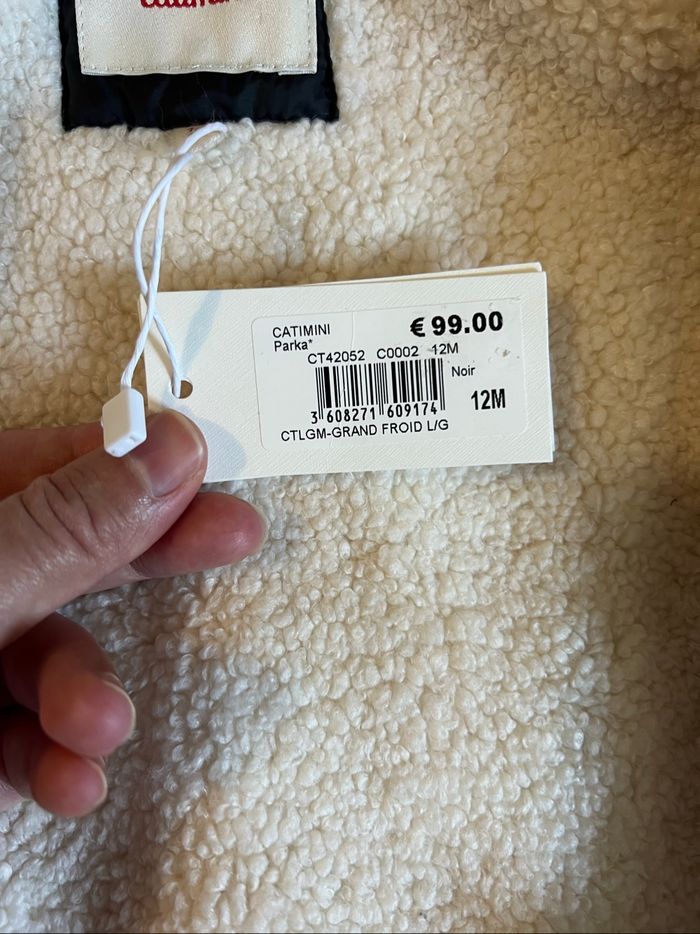 CATIMINI
€ 99.00
Parka*
CT42052 C0002 12M
Noir
3 608271 609174
12M
CTLGM-GRAND FROID L/G